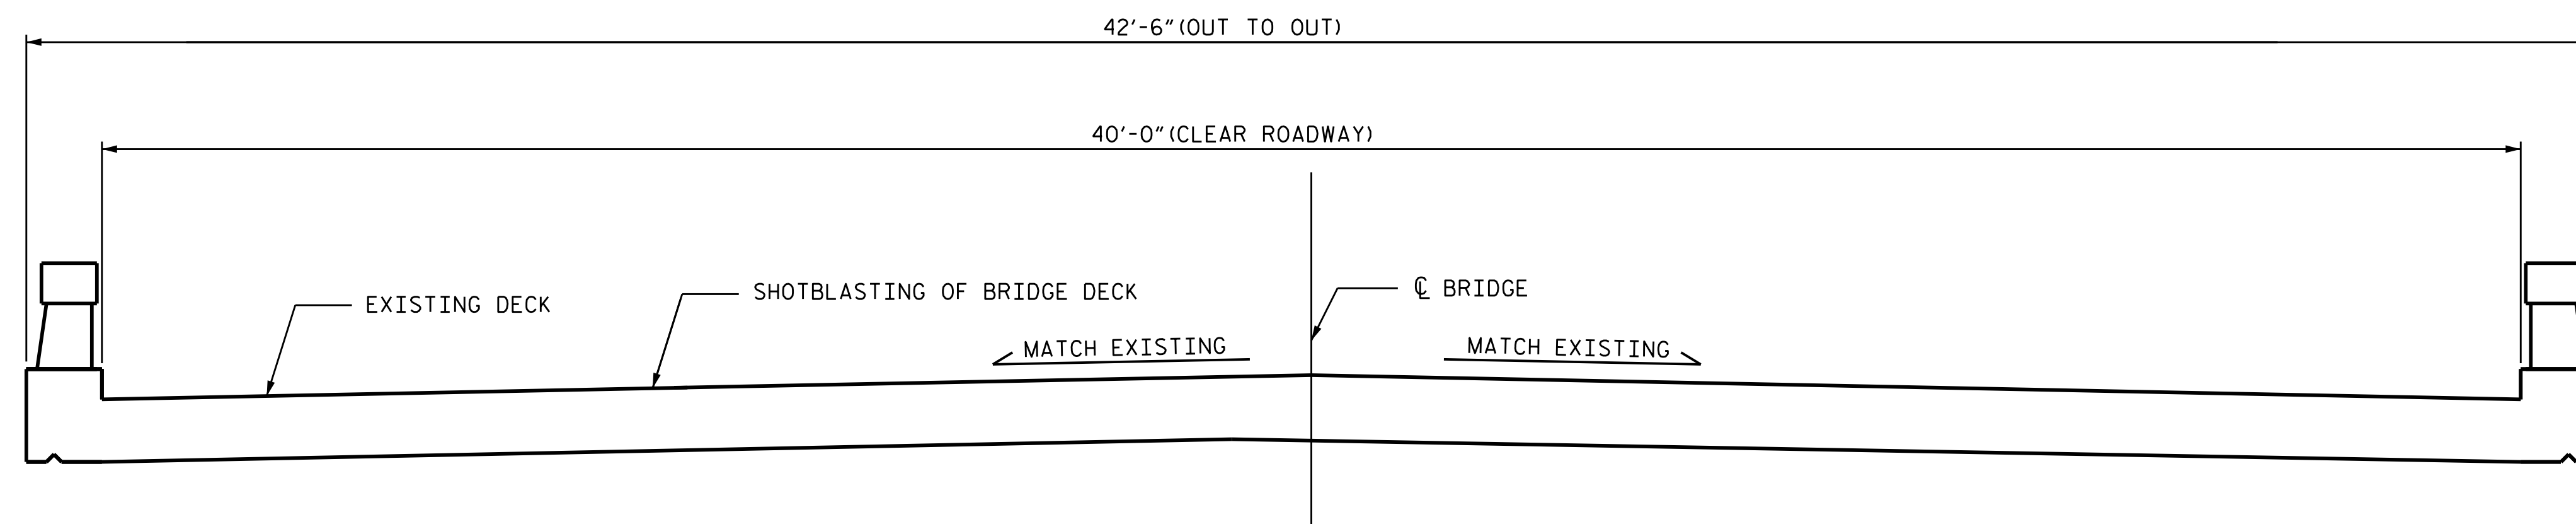 42'-6"(OUT TO OUT)
40'-0"(CLEAR ROADWAY)
EXISTING DECK
SHOTBLASTING OF BRIDGE DECK
℄ BRIDGE
MATCH EXISTING
MATCH EXISTING